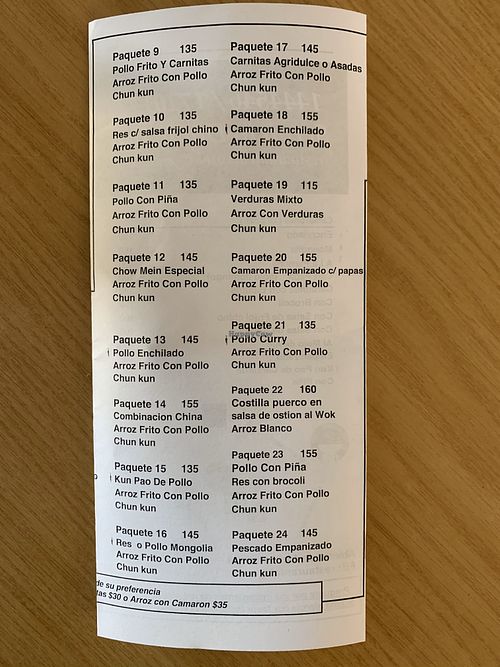 Paquete 9 135
Pollo Frito Y Carnitas
Arroz Frito Con Pollo
Chun kun
Paquete 10 135
Res c/ salsa frijol chino
Arroz Frito Con Pollo
Chun kun
Paquete 11 135
Pollo Con Piña
Arroz Frito Con Pollo
Chun kun
Paquete 12 145
Chow Mein Especial
Arroz Frito Con Pollo
Chun kun
Paquete 13 145
Pollo Enchilado
Arroz Frito Con Pollo
Chun kun
Paquete 14 155
Combinacion China
Arroz Frito Con Pollo
Chun kun
Paquete 15 135
Kun Pao De Pollo
Arroz Frito Con Pollo
Chun kun
Paquete 16 145
Res o Pollo Mongolia
Arroz Frito Con Pollo
Chun kun
Paquete 17 145
Carnitas Agridulce o Asadas
Arroz Frito Con Pollo
Chun kun
Paquete 18 155
Camaron Enchilado
Arroz Frito Con Pollo
Chun kun
Paquete 19 115
Verduras Mixto
Arroz Con Verduras
Chun kun
Paquete 20 155
Camaron Empanizado c/ papas
Arroz Frito Con Pollo
Chun kun
Paquete 21 135
HappyCow
Pollo Curry
Arroz Frito Con Pollo
Chun kun
Paquete 22 160
Costilla puerco en
salsa de ostion al Wok
Arroz Blanco
Paquete 23 155
Pollo Con Piña
Res con brocoli
Arroz Frito Con Pollo
Chun kun
Paquete 24 145
Pescado Empanizado
Arroz Frito Con Pollo
Chun kun
de su preferencia
$30 o Arroz con Camaron $35